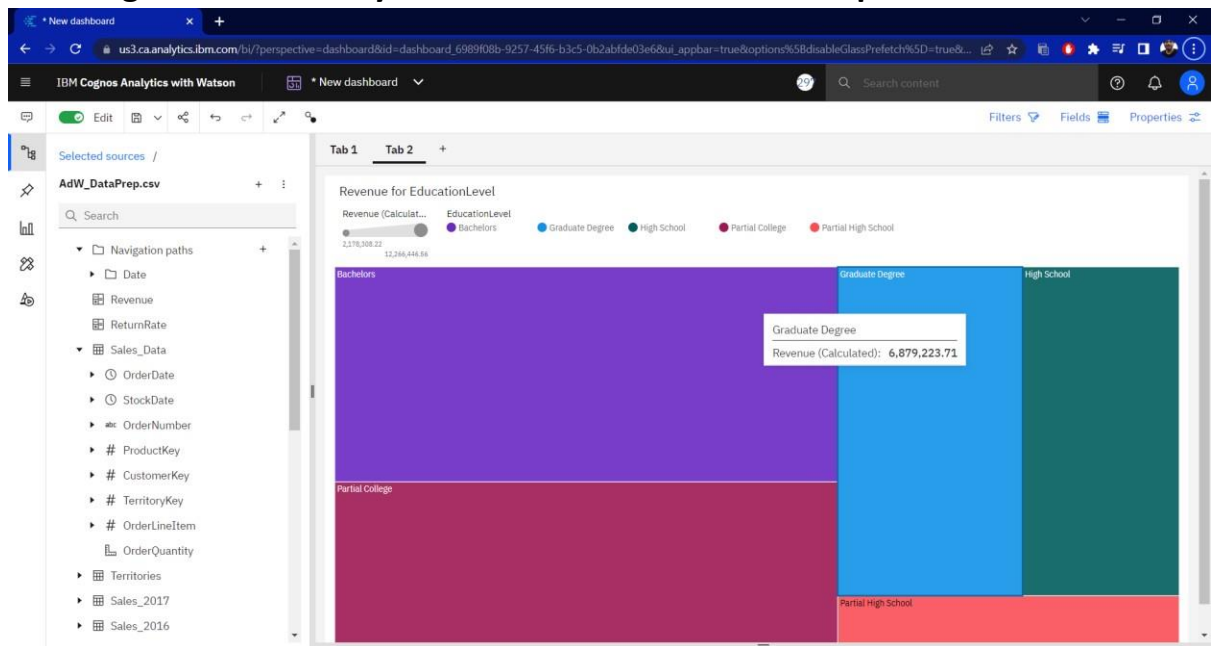 * New dashboard
us3.ca.analytics.ibm.com/bi/?perspective=dashboard&id=dashboard_6989f08b-9257-45f6-b3c5-0b2abfde03e6&ui_appbar=true&options%5BdisableGlassPrefetch%5D=true&...
IBM Cognos Analytics with Watson
* New dashboard
Search content
Edit
Filters
Fields
Properties
Selected sources /
AdW_DataPrep.csv
Search
Navigation paths
Date
Revenue
ReturnRate
Sales_Data
OrderDate
StockDate
abc OrderNumber
# ProductKey
# CustomerKey
# TerritoryKey
# OrderLineItem
OrderQuantity
Territories
Sales_2017
Sales_2016
Tab 1 Tab 2 +
Revenue for EducationLevel
Revenue (Calculat...
2,178,308.22
12,266,446.86
EducationLevel
Bachelors Graduate Degree High School Partial College Partial High School
Bachelors
Graduate Degree
High School
Graduate Degree
Revenue (Calculated): 6,879,223.71
Partial College
Partial High School